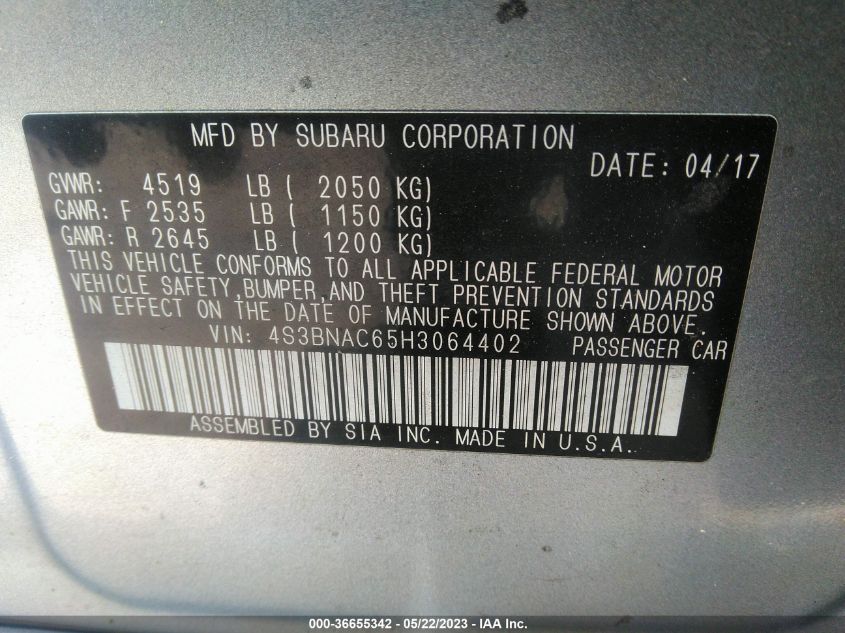 MFD BY SUBARU CORPORATION
DATE: 04/17
GVWR: 4519 LB ( 2050 KG)
GAWR: F 2535 LB ( 1150 KG)
GAWR: R 2645 LB ( 1200 KG)
THIS VEHICLE CONFORMS TO ALL APPLICABLE FEDERAL MOTOR
VEHICLE SAFETY,BUMPER,AND THEFT PREVENTION STANDARDS
IN EFFECT ON THE DATE OF MANUFACTURE SHOWN ABOVE.
VIN: 4S3BNAC65H3064402 PASSENGER CAR
ASSEMBLED BY SIA INC. MADE IN U.S.A.
000-36655342 - 05/22/2023 - IAA Inc.